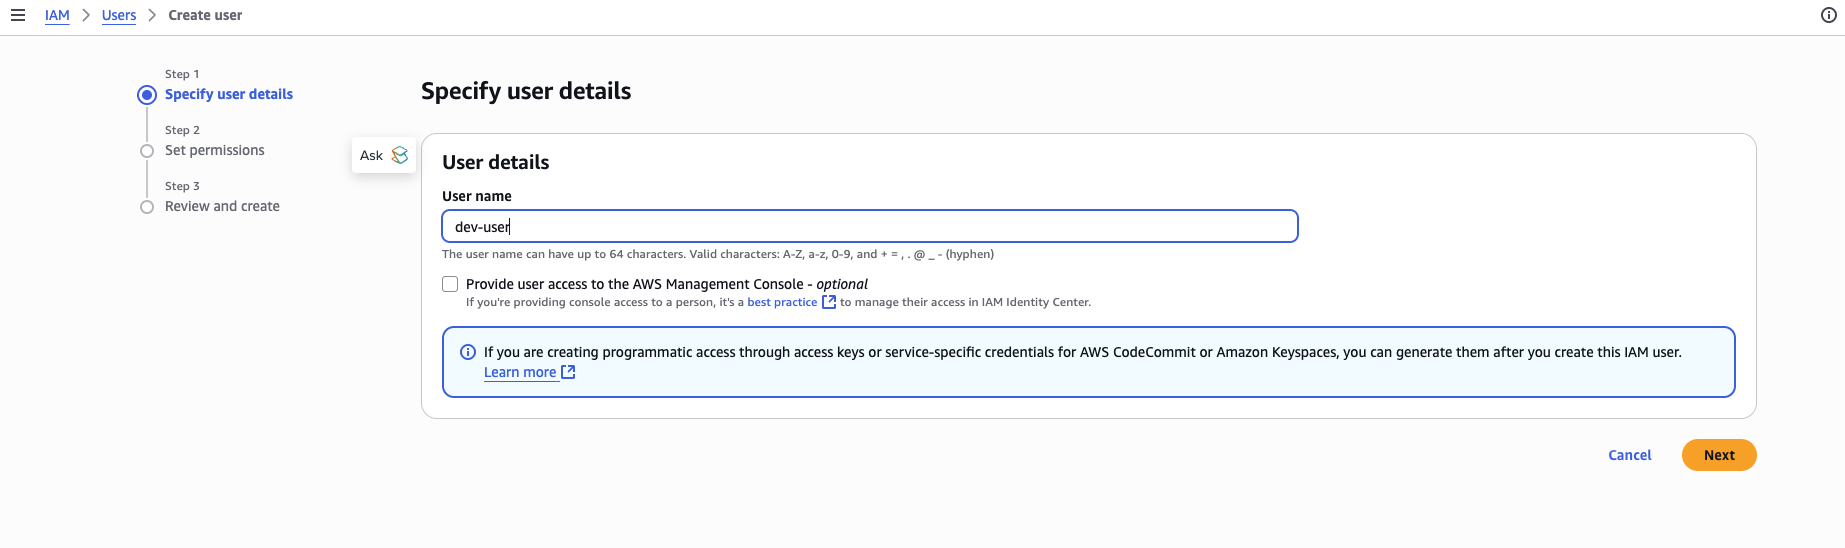 IAM > Users > Create user
Step 1
Specify user details
Step 2
Set permissions
Step 3
Review and create
Specify user details
Ask
User details
User name
dev-user
The user name can have up to 64 characters. Valid characters: A-Z, a-z, 0-9, and + = , . @ _ - (hyphen)
Provide user access to the AWS Management Console - optional
If you're providing console access to a person, it's a best practice to manage their access in IAM Identity Center.
If you are creating programmatic access through access keys or service-specific credentials for AWS CodeCommit or Amazon Keyspaces, you can generate them after you create this IAM user.
Learn more
Cancel
Next